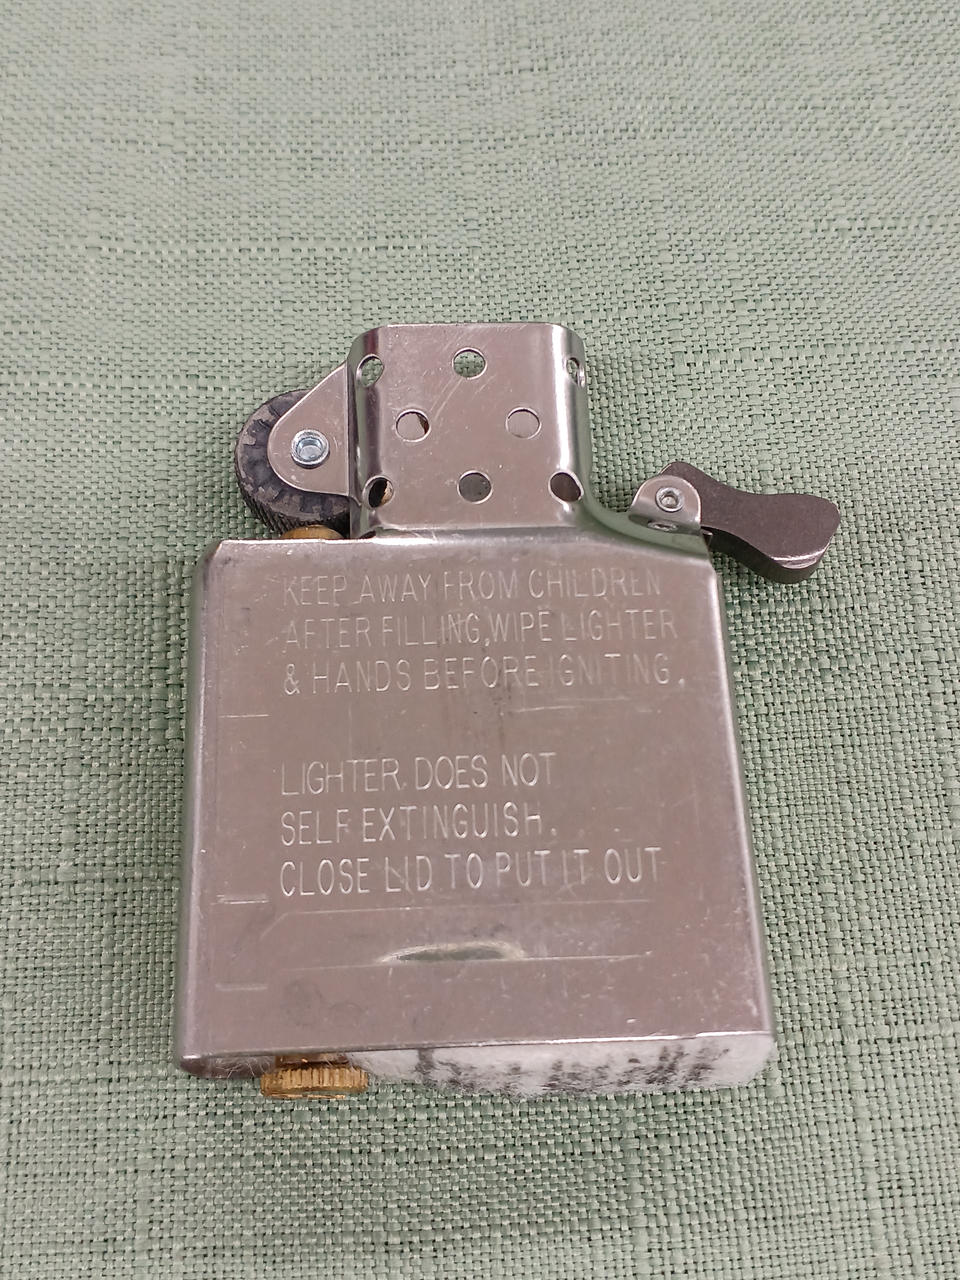 KEEP AWAY FROM CHILDREN
AFTER FILLING,WIPE LIGHTER
& HANDS BEFORE IGNITING.
LIGHTER DOES NOT
SELF EXTINGUISH.
CLOSE LID TO PUT IT OUT